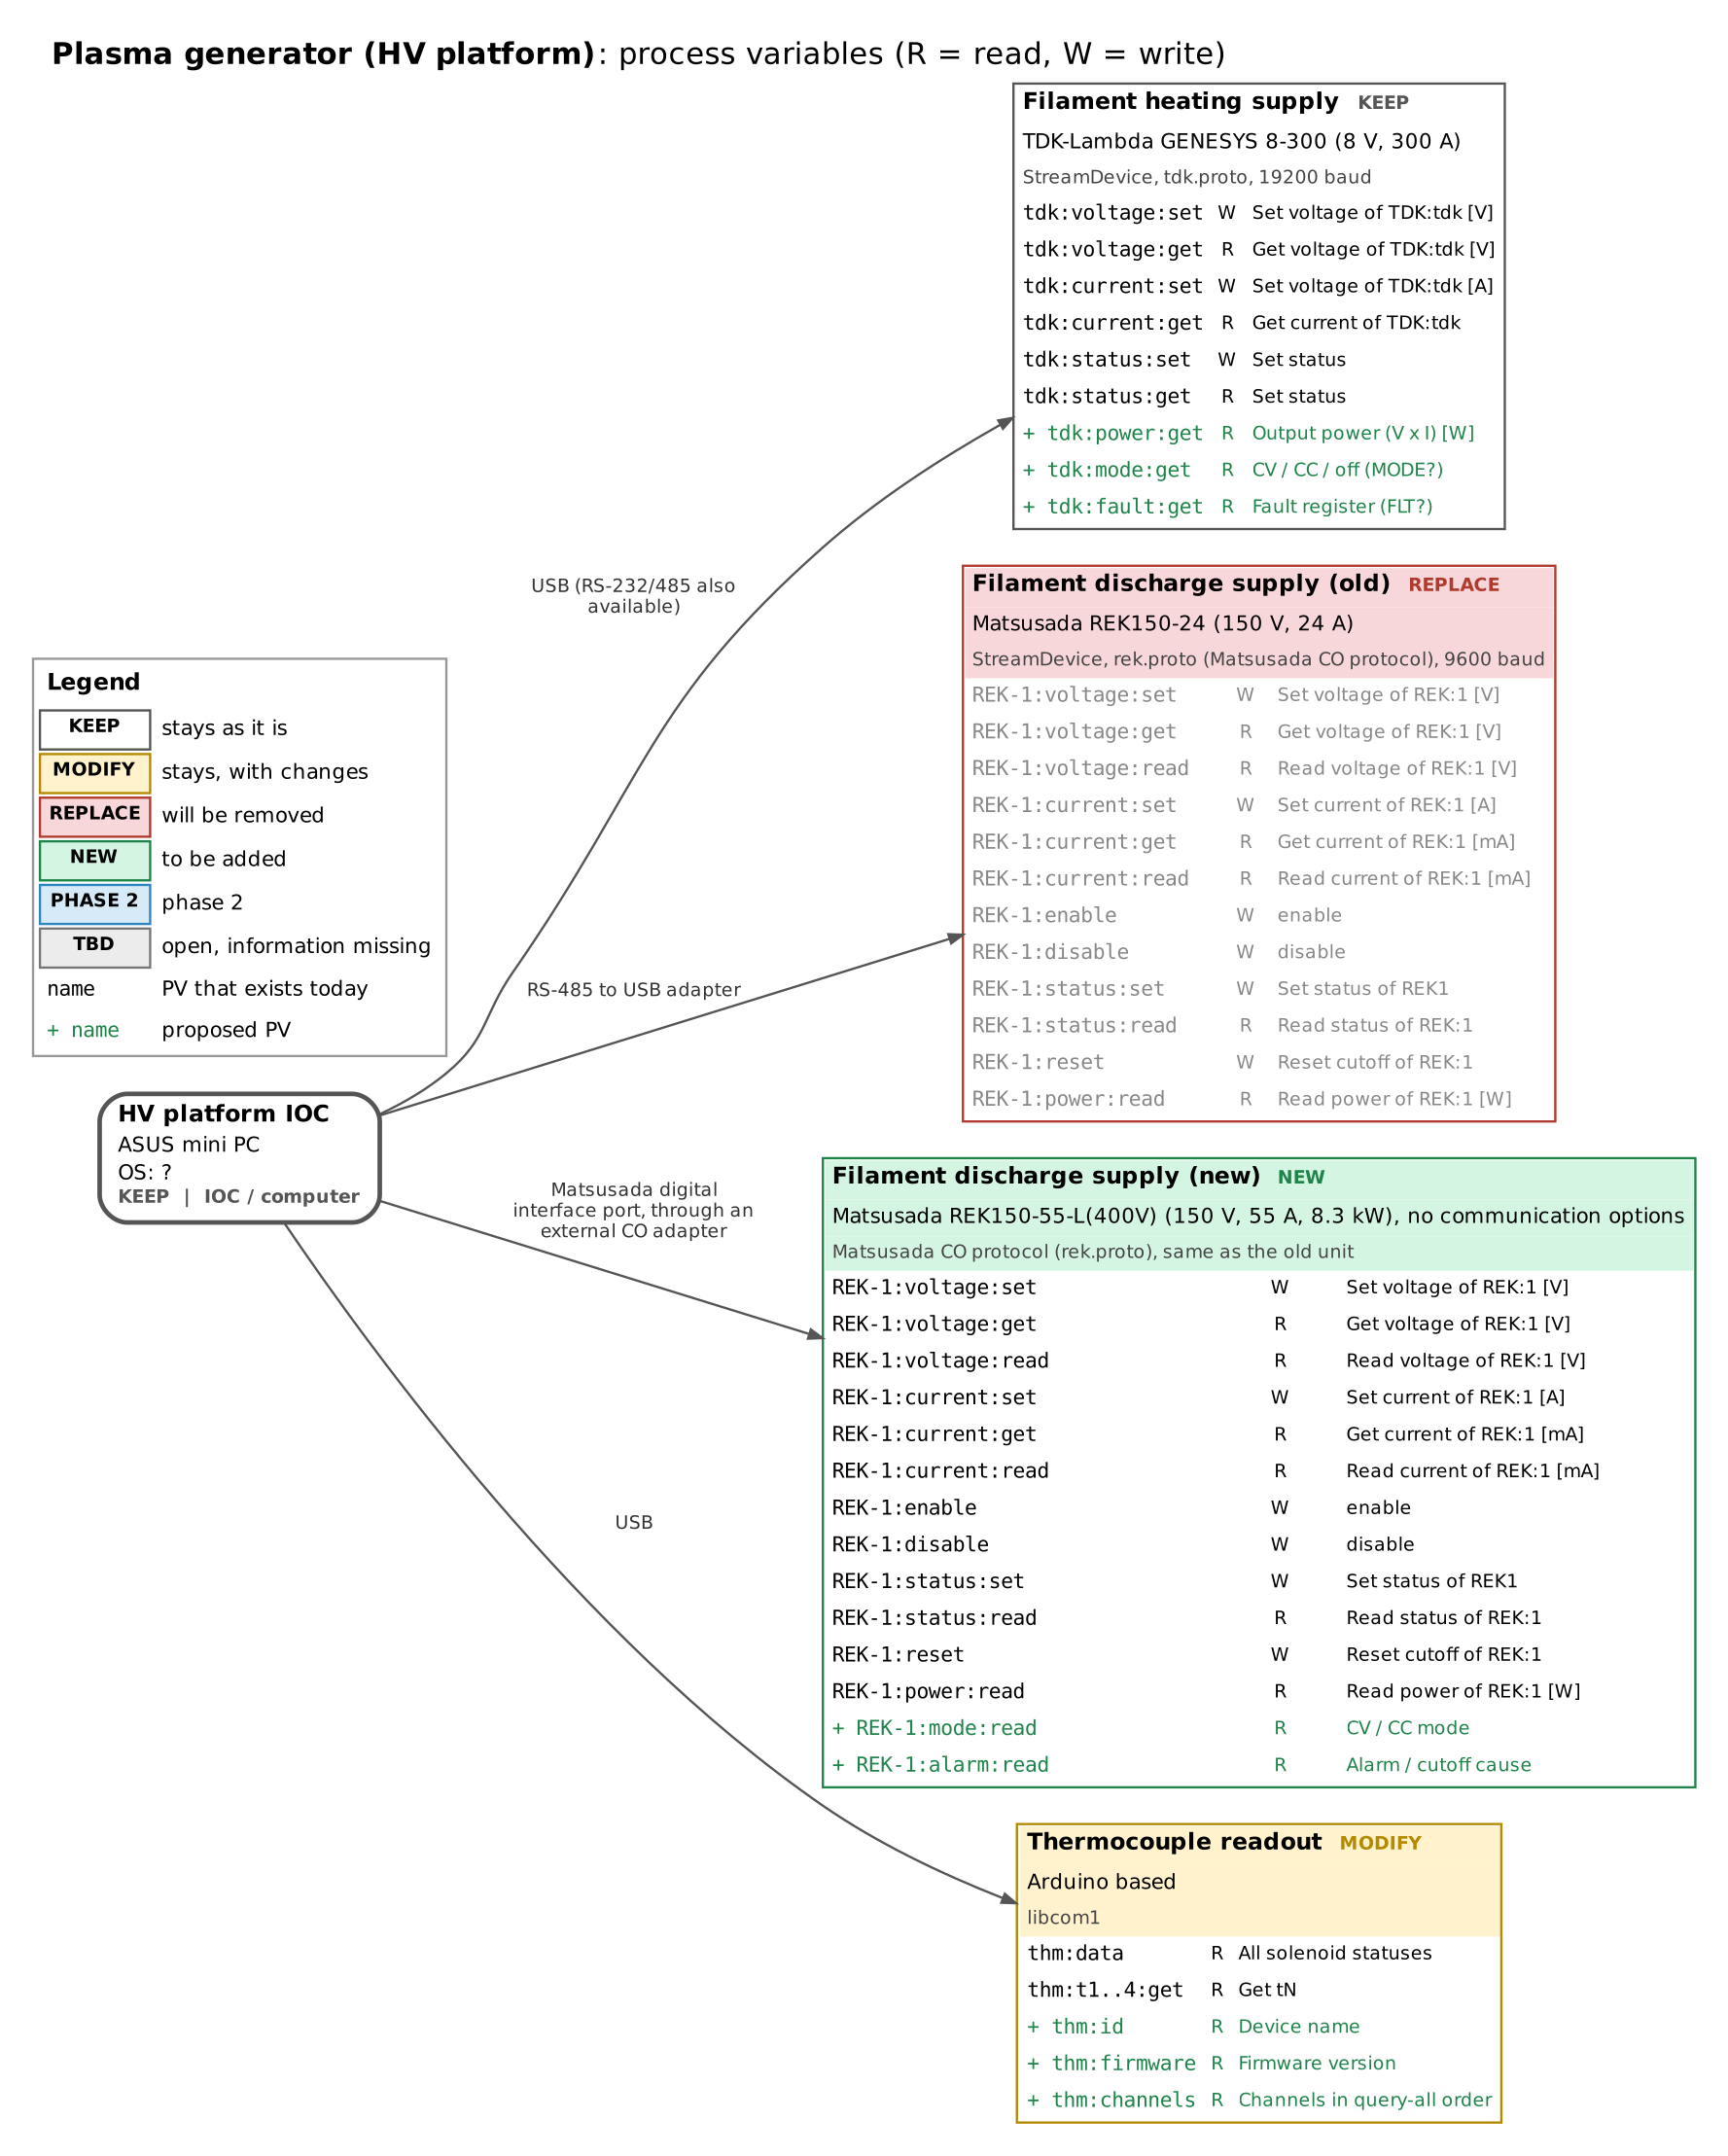 Plasma generator (HV platform): process variables (R = read, W = write)
Filament heating supply KEEP
TDK-Lambda GENESYS 8-300 (8 V, 300 A)
StreamDevice, tdk.proto, 19200 baud
tdk:voltage:set W Set voltage of TDK:tdk [V]
tdk:voltage:get R Get voltage of TDK:tdk [V]
tdk:current:set W Set voltage of TDK:tdk [A]
tdk:current:get R Get current of TDK:tdk
tdk:status:set W Set status
tdk:status:get R Set status
+ tdk:power:get R Output power (V x I) [W]
+ tdk:mode:get R CV / CC / off (MODE?)
+ tdk:fault:get R Fault register (FLT?)
USB (RS-232/485 also
available)
Filament discharge supply (old) REPLACE
Matsusada REK150-24 (150 V, 24 A)
StreamDevice, rek.proto (Matsusada CO protocol), 9600 baud
REK-1:voltage:set W Set voltage of REK:1 [V]
REK-1:voltage:get R Get voltage of REK:1 [V]
REK-1:voltage:read R Read voltage of REK:1 [V]
REK-1:current:set W Set current of REK:1 [A]
REK-1:current:get R Get current of REK:1 [mA]
REK-1:current:read R Read current of REK:1 [mA]
REK-1:enable W enable
REK-1:disable W disable
REK-1:status:set W Set status of REK1
REK-1:status:read R Read status of REK:1
REK-1:reset W Reset cutoff of REK:1
REK-1:power:read R Read power of REK:1 [W]
Legend
KEEP stays as it is
MODIFY stays, with changes
REPLACE will be removed
NEW to be added
PHASE 2 phase 2
TBD open, information missing
name PV that exists today
+ name proposed PV
RS-485 to USB adapter
HV platform IOC
ASUS mini PC
OS: ?
KEEP | IOC / computer
Matsusada digital
interface port, through an
external CO adapter
Filament discharge supply (new) NEW
Matsusada REK150-55-L(400V) (150 V, 55 A, 8.3 kW), no communication options
Matsusada CO protocol (rek.proto), same as the old unit
REK-1:voltage:set W Set voltage of REK:1 [V]
REK-1:voltage:get R Get voltage of REK:1 [V]
REK-1:voltage:read R Read voltage of REK:1 [V]
REK-1:current:set W Set current of REK:1 [A]
REK-1:current:get R Get current of REK:1 [mA]
REK-1:current:read R Read current of REK:1 [mA]
REK-1:enable W enable
REK-1:disable W disable
REK-1:status:set W Set status of REK1
REK-1:status:read R Read status of REK:1
REK-1:reset W Reset cutoff of REK:1
REK-1:power:read R Read power of REK:1 [W]
+ REK-1:mode:read R CV / CC mode
+ REK-1:alarm:read R Alarm / cutoff cause
USB
Thermocouple readout MODIFY
Arduino based
libcom1
thm:data R All solenoid statuses
thm:t1..4:get R Get tN
+ thm:id R Device name
+ thm:firmware R Firmware version
+ thm:channels R Channels in query-all order